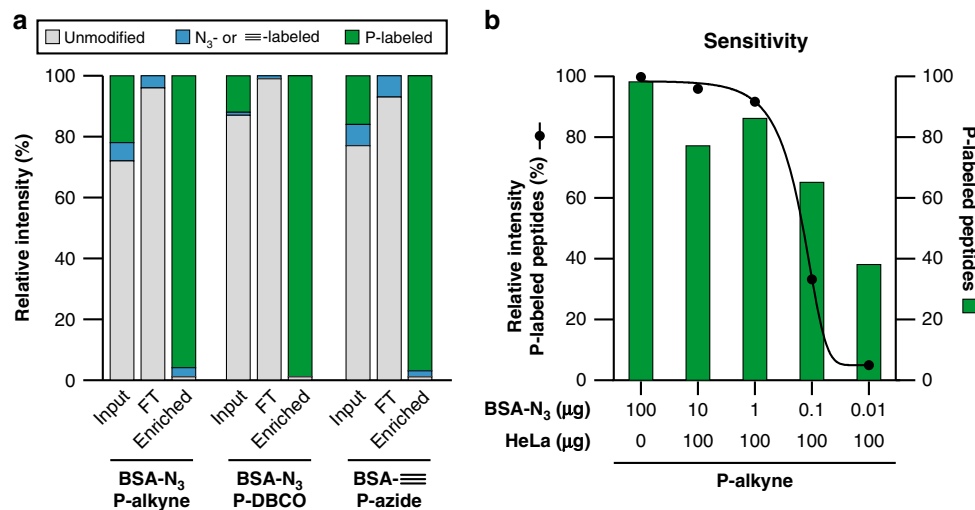 a
Unmodified N₃- or ≡-labeled P-labeled
Relative intensity (%)
100
80
60
40
20
0
Input FT Enriched Input FT Enriched Input FT Enriched
BSA-N₃ BSA-N₃ BSA-≡
P-alkyne P-DBCO P-azide
b
Sensitivity
Relative intensity
P-labeled peptides (%)
100
80
60
40
20
0
100
80
60
40
20
0
P-labeled peptides
BSA-N₃ (µg) 100 10 1 0.1 0.01
HeLa (µg) 0 100 100 100 100
P-alkyne